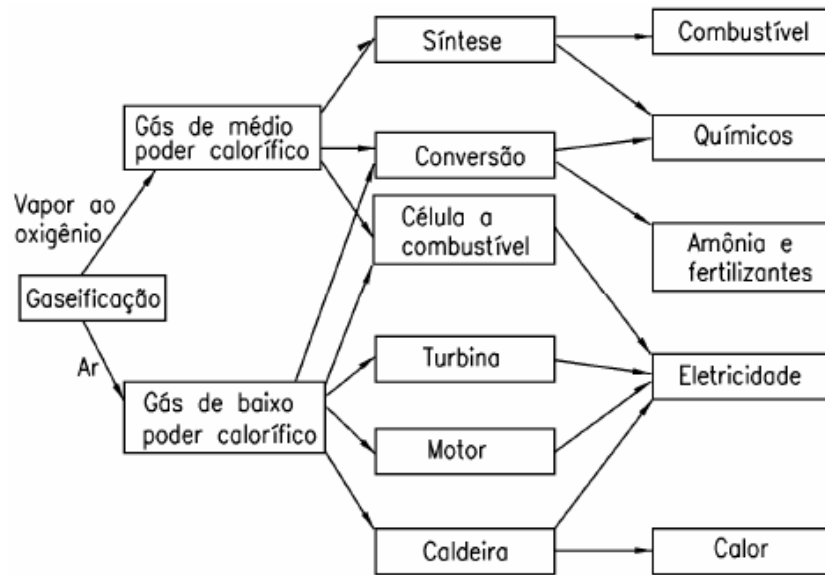 Síntese
Combustível
Gás de médio
poder calorífico
Químicos
Conversão
Vapor ao
oxigênio
Célula a
combustível
Amônia e
fertilizantes
Gaseificação
Ar
Turbina
Eletricidade
Gás de baixo
poder calorífico
Motor
Caldeira
Calor